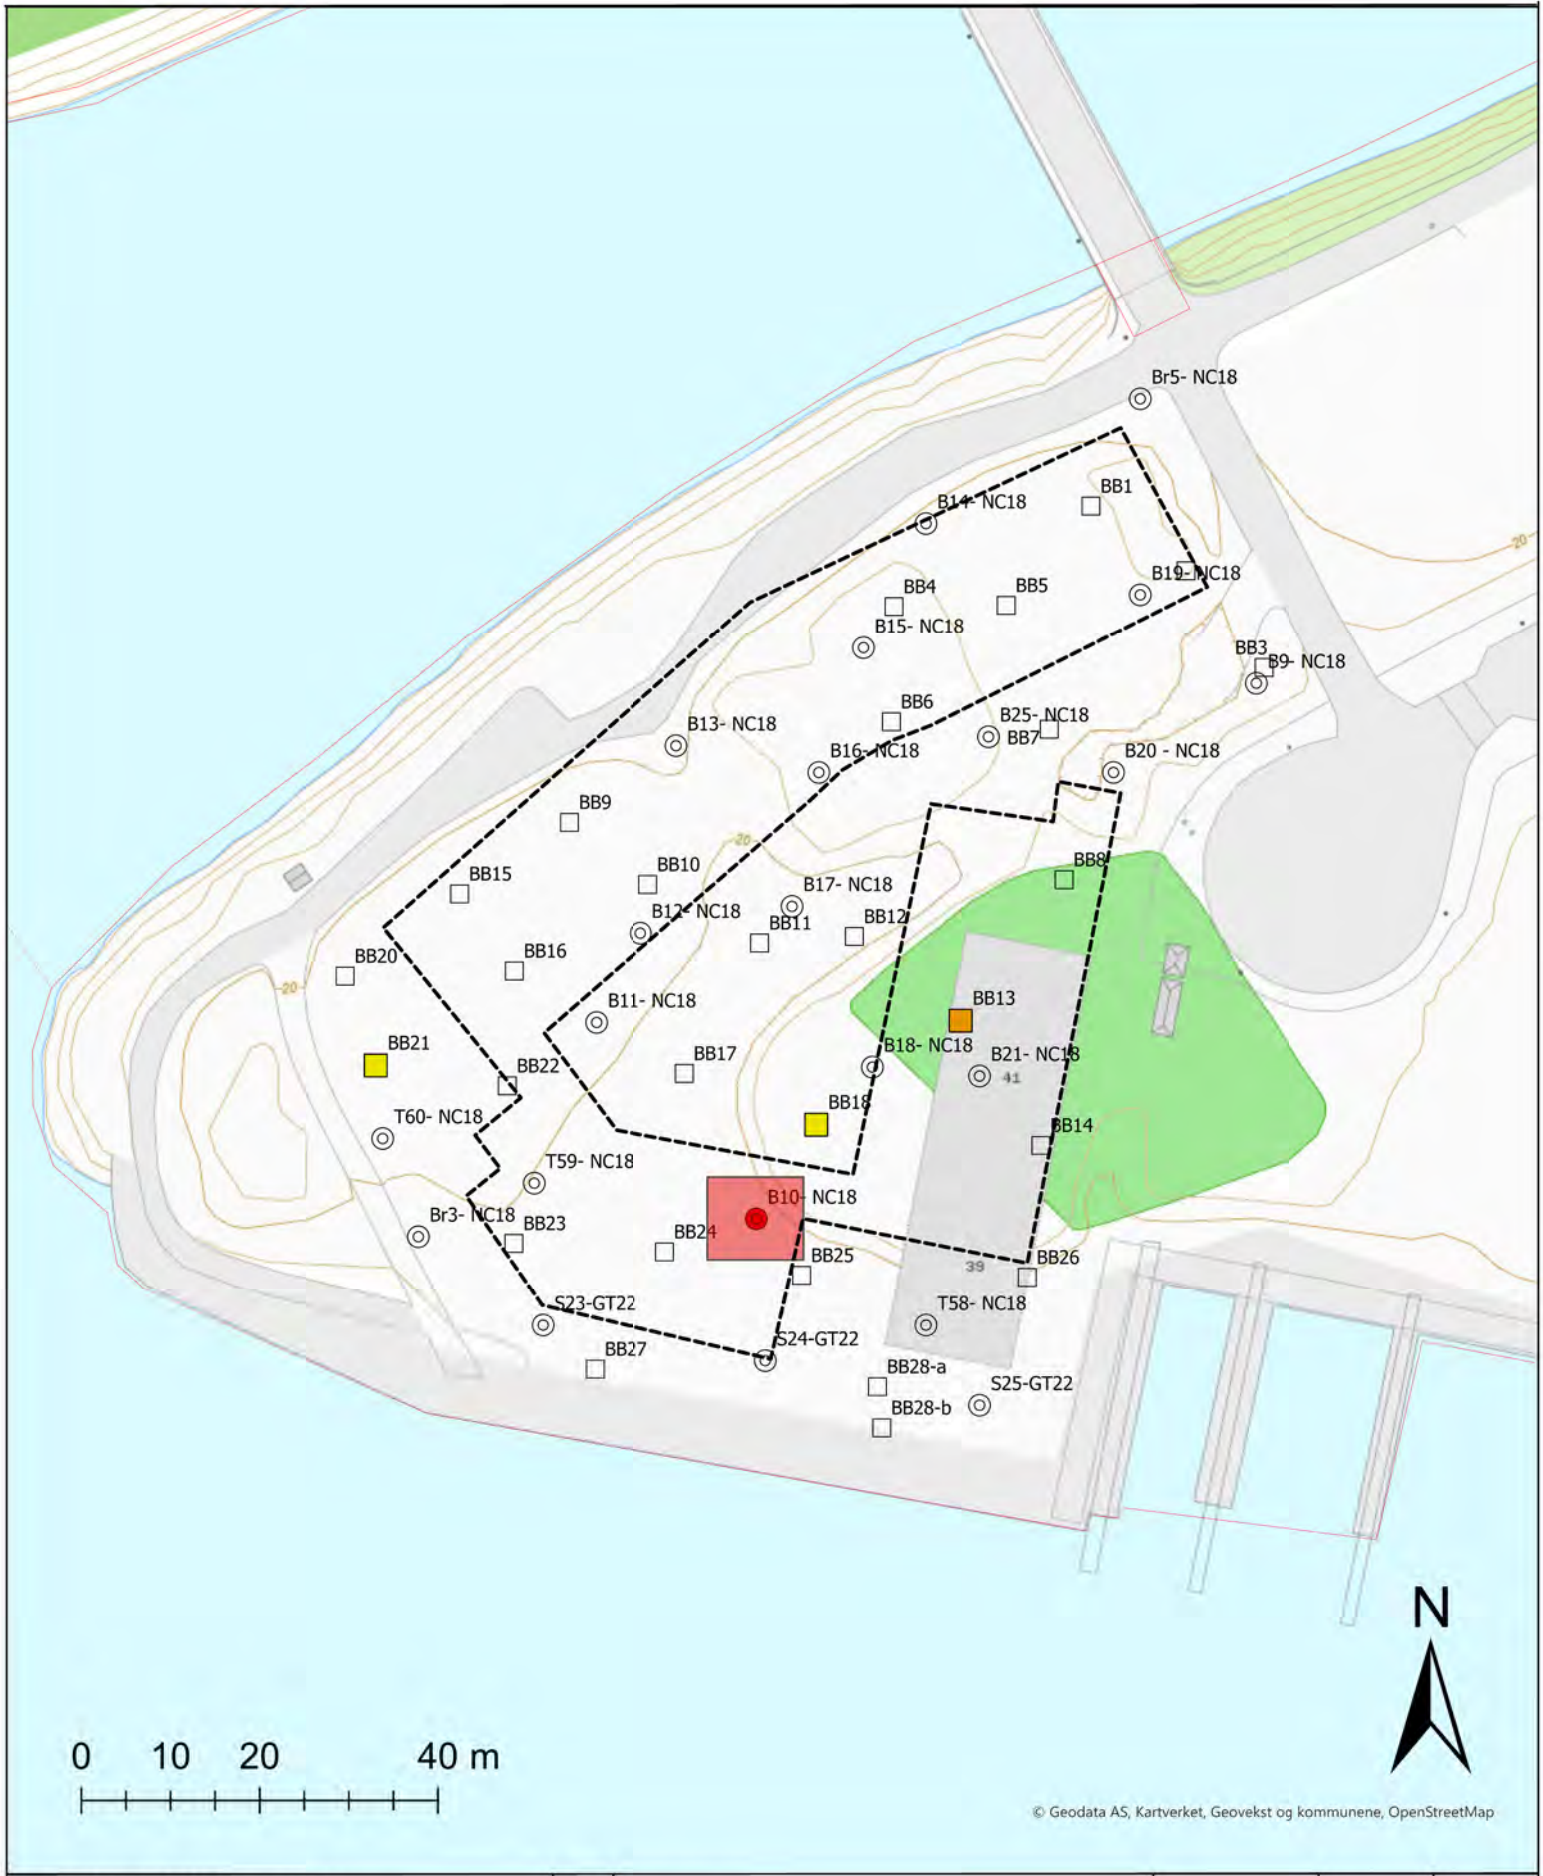 Br5- NC18
BB1
B14- NC18
20
B19- NC18
BB4
BB5
B15- NC18
BB3
B9- NC18
BB6
B25- NC18
BB7
B13- NC18
B16- NC18
B20 - NC18
BB9
20
BB8
BB10
BB15
B17- NC18
B12- NC18
BB11
BB12
BB16
BB20
20
B11- NC18
BB13
BB21
B18- NC18
B21- NC18
41
BB22
BB17
BB18
T60- NC18
BB14
T59- NC18
B10- NC18
Br3- NC18
BB23
BB24
BB25
39
BB26
S23-GT22
T58- NC18
S24-GT22
BB27
BB28-a
S25-GT22
BB28-b
N
0 10 20 40 m
© Geodata AS, Kartverket, Geovekst og kommunene, OpenStreetMap